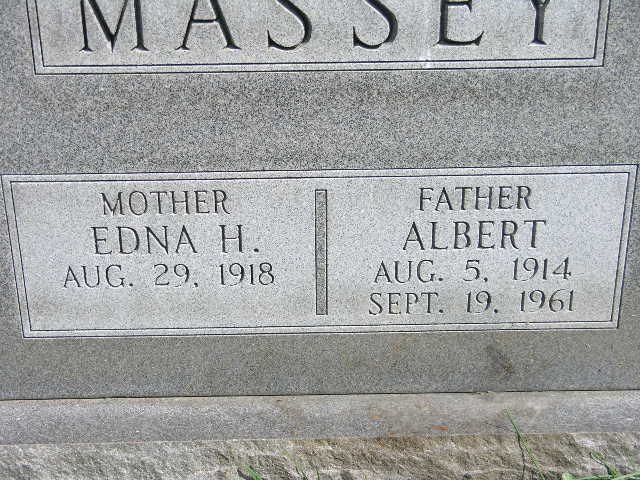 MASSEY
MOTHER
EDNA H.
AUG. 29, 1918
FATHER
ALBERT
AUG. 5, 1914
SEPT. 19, 1961